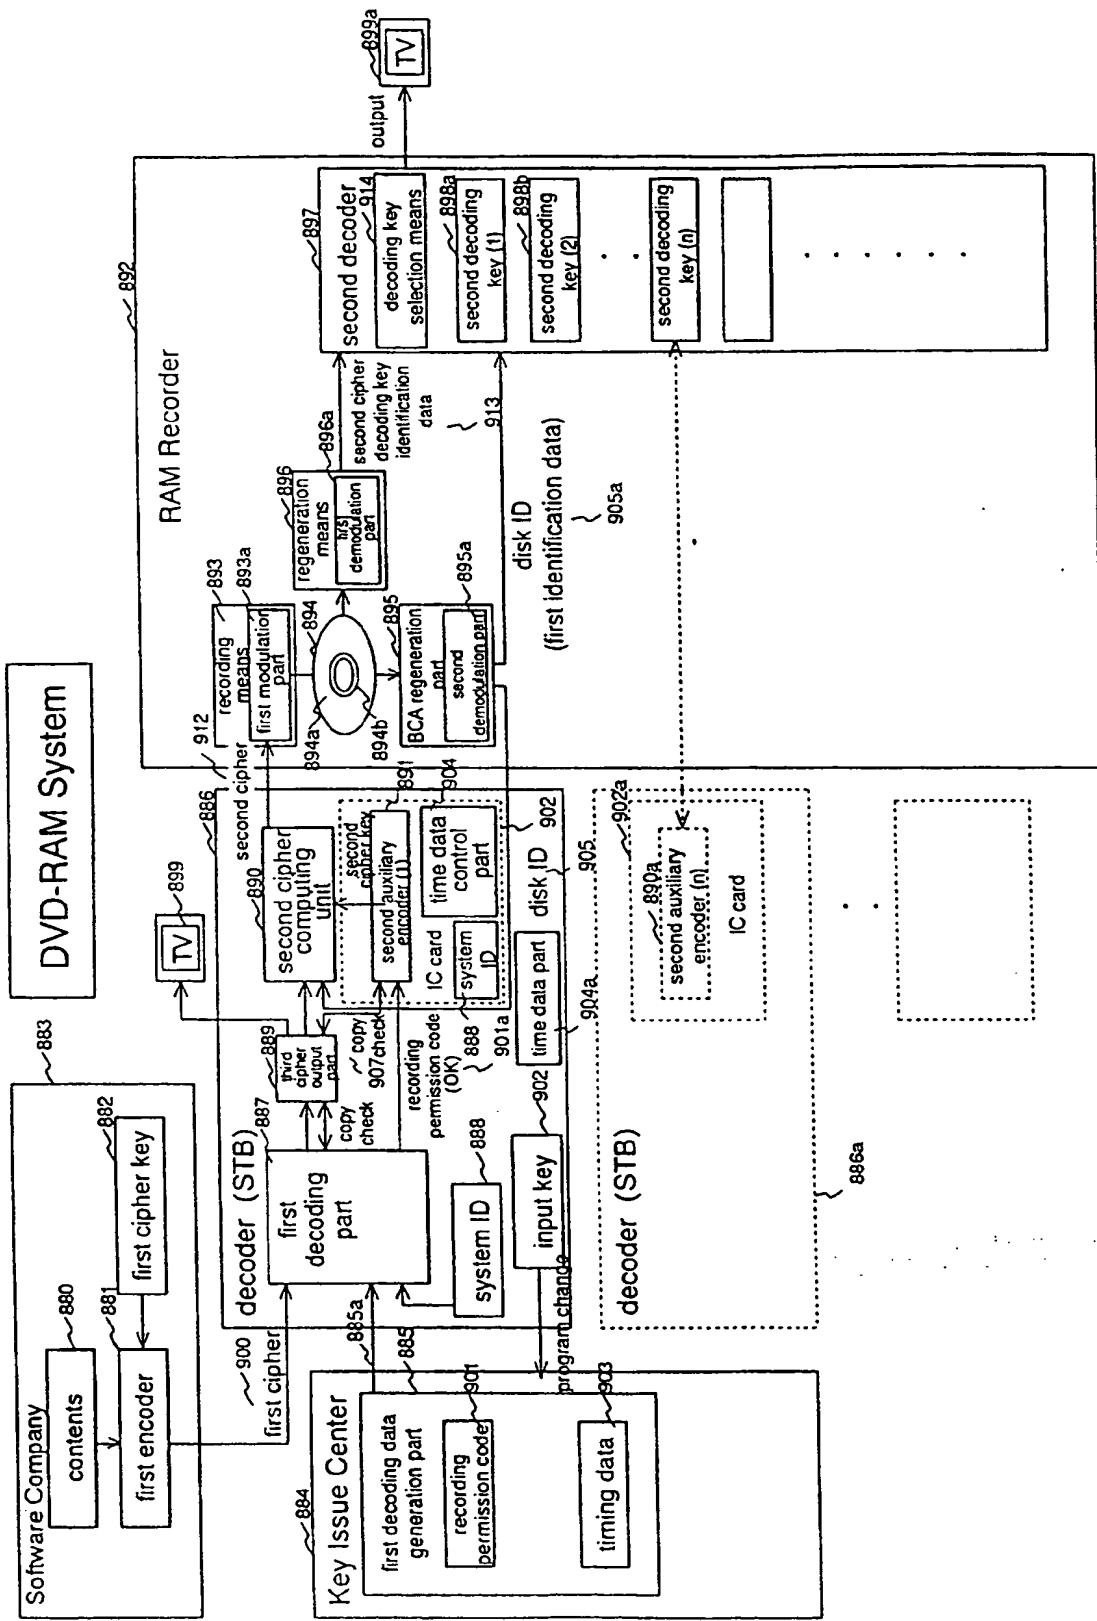 DVD-RAM System
Software Company
883
contents
880
first cipher key
882
first encoder
881
900
first cipher
Key Issue Center
884
first decoding data
generation part
885
885a
recording
permission code
901
timing data
903
program change
decoder (STB)
886
first
decoding
part
887
system ID
888
input key
902
copy
check
third
cipher
output
part
889
TV
899
copy
check
907
recording
permission code
(OK)
901a
second cipher
computing
unit
890
second cipher
912
second cipher key
second auxiliary
encoder (1)
891
IC card
system
ID
888
time data
control
part
904
902
time data part
904a
disk ID
905
decoder (STB)
886a
902a
890a
second auxiliary
encoder (n)
IC card
RAM Recorder
892
recording
means
893
first modulation
part
893a
894
894a
894b
regeneration
means
896
firs
demodulation
part
896a
BCA regeneration
part
895
second
demodulation part
895a
second cipher
decoding key
identification
data
913
disk ID
(first identification data)
905a
second decoder
897
decoding key
selection means
914
second decoding
key (1)
898a
second decoding
key (2)
898b
second decoding
key (n)
output
TV
899a